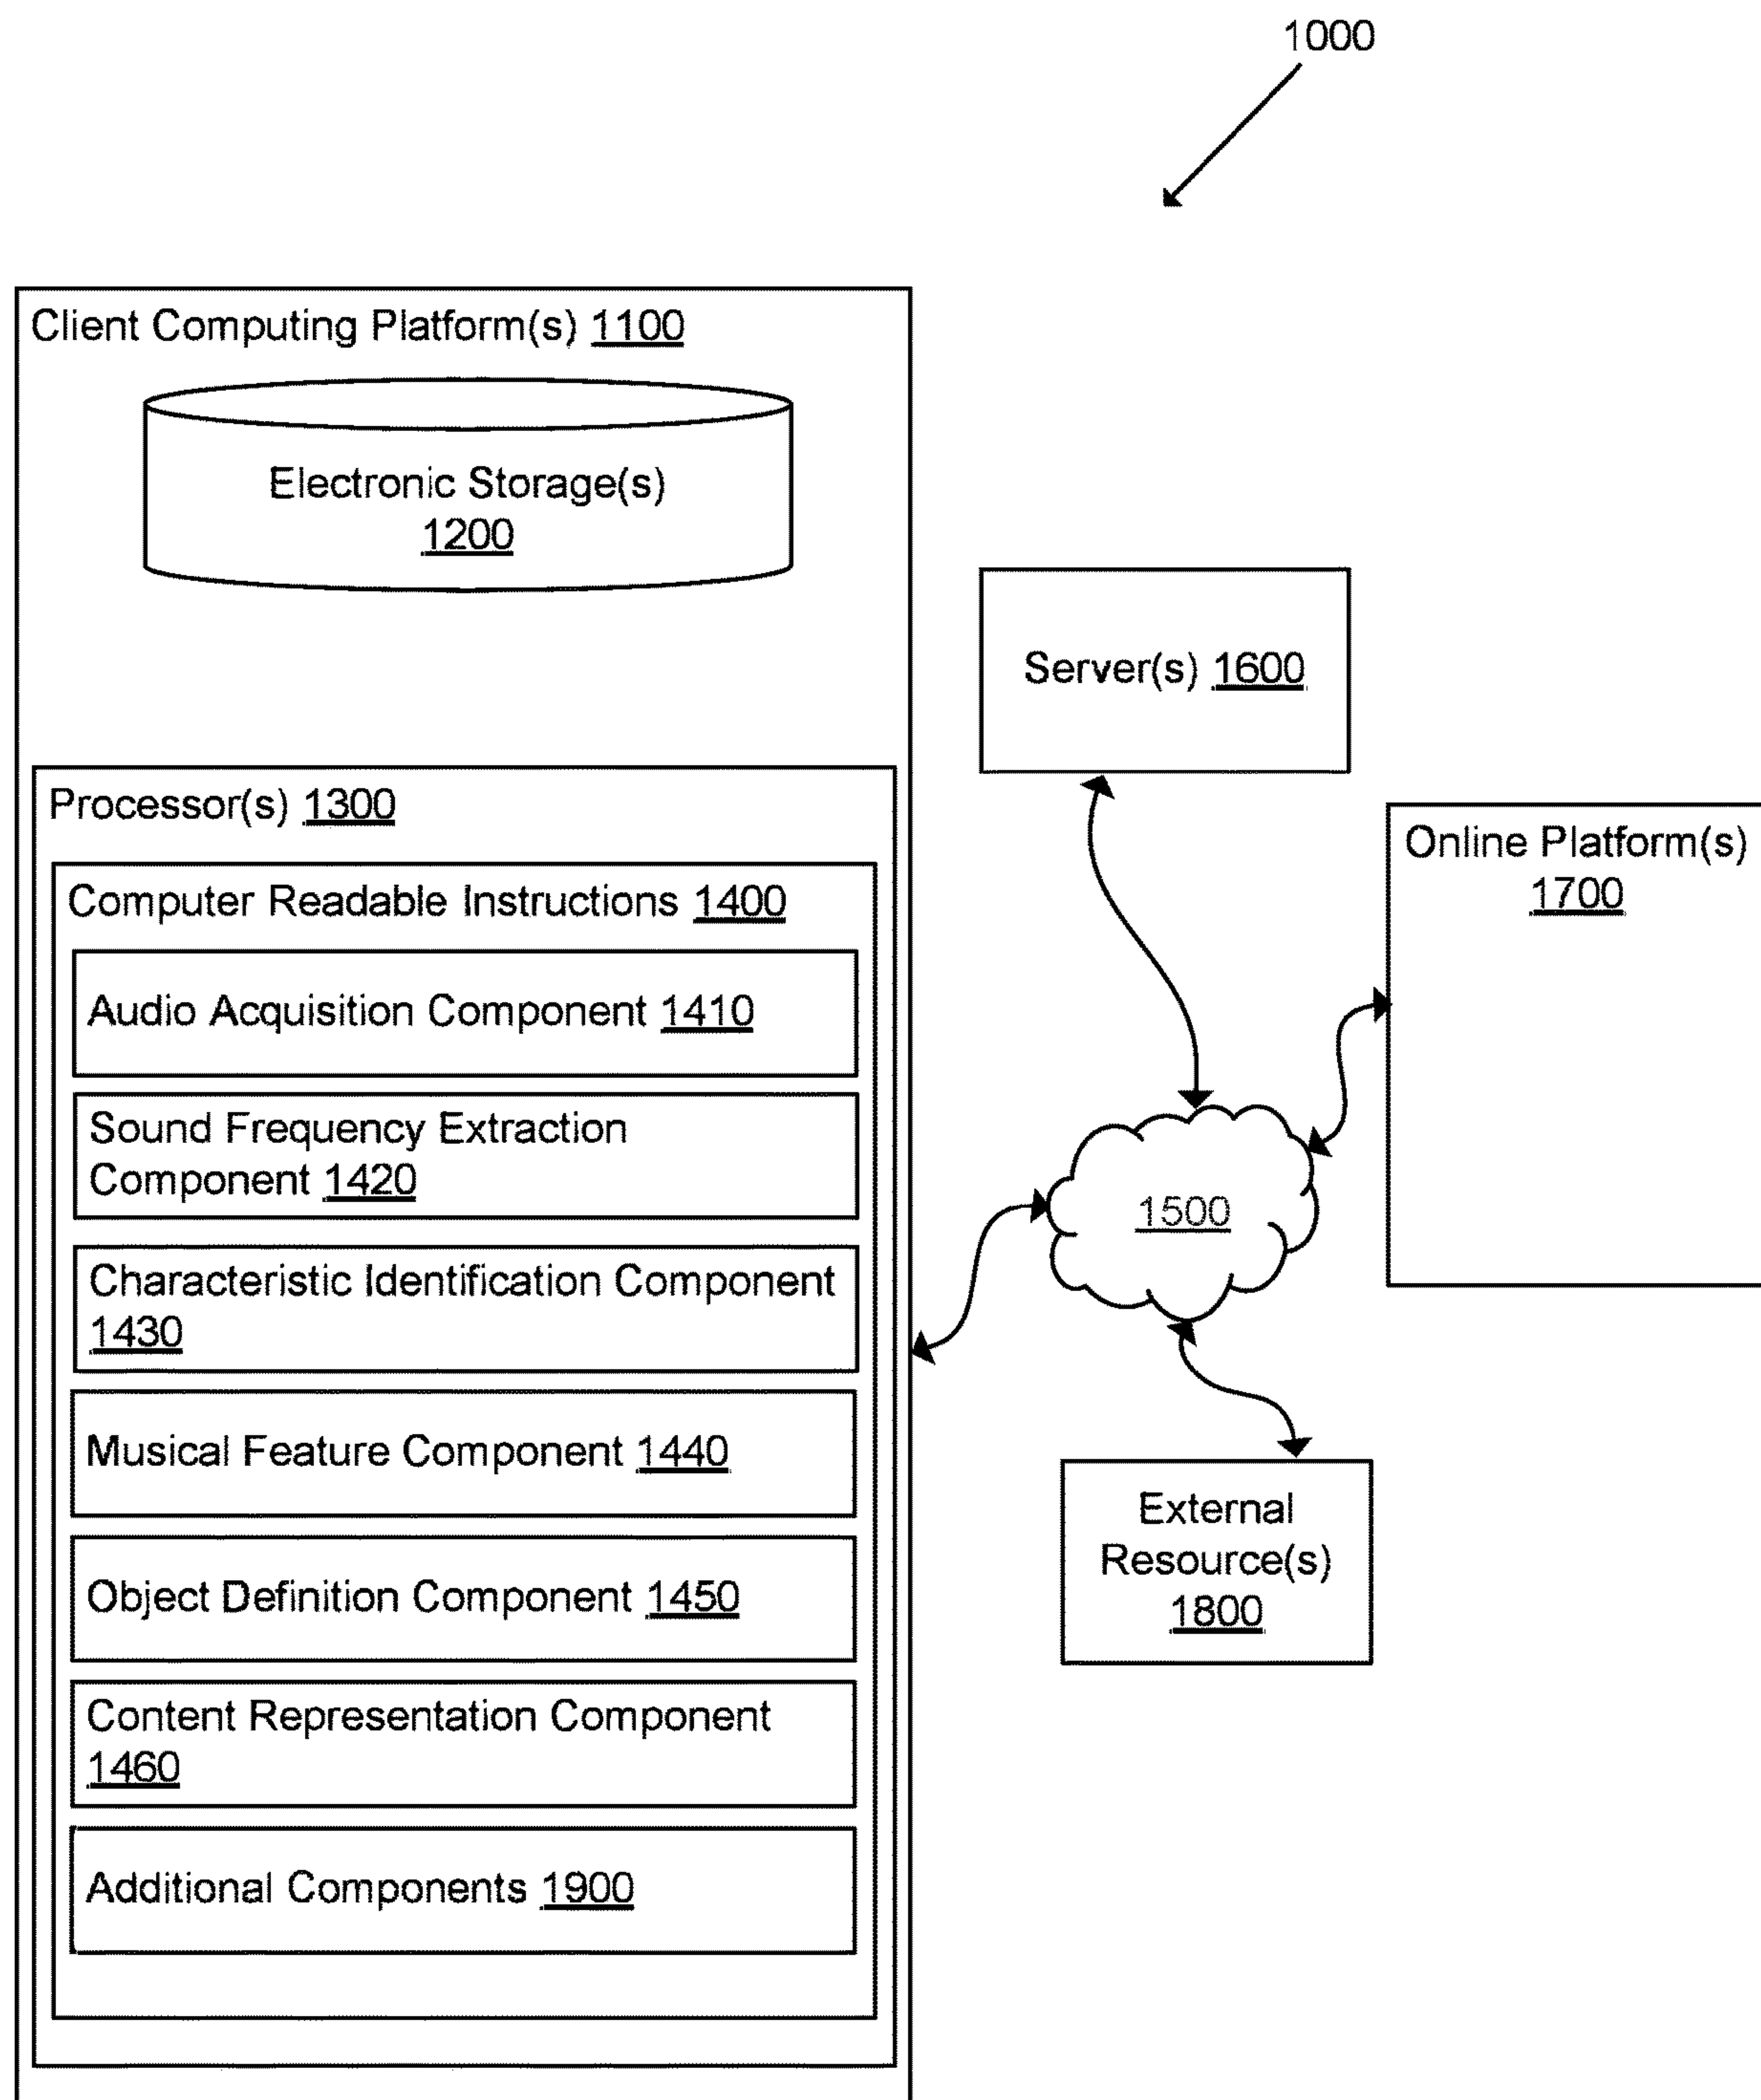 1000
Client Computing Platform(s) 1100
Electronic Storage(s)
1200
Processor(s) 1300
Computer Readable Instructions 1400
Audio Acquisition Component 1410
Sound Frequency Extraction
Component 1420
Characteristic Identification Component
1430
Musical Feature Component 1440
Object Definition Component 1450
Content Representation Component
1460
Additional Components 1900
Server(s) 1600
Online Platform(s)
1700
1500
External
Resource(s)
1800